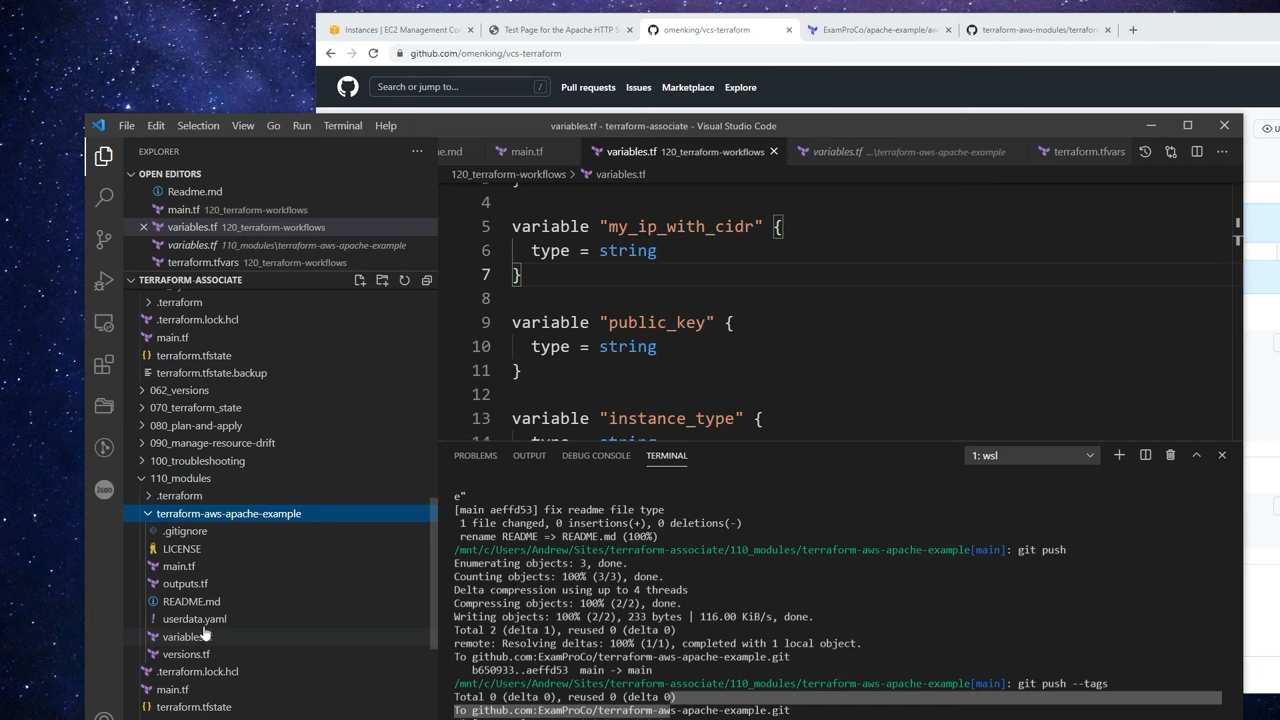 Instances | EC2 Management Co
Test Page for the Apache HTTP S
omenking/vcs-terraform
ExamProCo/apache-example/aw
terraform-aws-modules/terrafor
github.com/omenking/vcs-terraform
Search or jump to...
/
Pull requests
Issues
Marketplace
Explore
File
Edit
Selection
View
Go
Run
Terminal
Help
variables.tf - terraform-associate - Visual Studio Code
EXPLORER
OPEN EDITORS
Readme.md
main.tf 120_terraform-workflows
variables.tf 120_terraform-workflows
variables.tf 110_modules\terraform-aws-apache-example
terraform.tfvars 120_terraform-workflows
TERRAFORM-ASSOCIATE
.terraform
.terraform.lock.hcl
main.tf
terraform.tfstate
terraform.tfstate.backup
062_versions
070_terraform_state
080_plan-and-apply
090_manage-resource-drift
100_troubleshooting
110_modules
.terraform
terraform-aws-apache-example
.gitignore
LICENSE
main.tf
outputs.tf
README.md
userdata.yaml
variables
versions.tf
.terraform.lock.hcl
main.tf
terraform.tfstate
Json
e.md
main.tf
variables.tf 120_terraform-workflows
variables.tf ...\terraform-aws-apache-example
terraform.tfvars
120_terraform-workflows > variables.tf
4
5 variable "my_ip_with_cidr" {
6 type = string
7 }
8
9 variable "public_key" {
10 type = string
11 }
12
13 variable "instance_type" {
PROBLEMS
OUTPUT
DEBUG CONSOLE
TERMINAL
1: wsl
e"
[main aeffd53] fix readme file type
1 file changed, 0 insertions(+), 0 deletions(-)
rename README => README.md (100%)
/mnt/c/Users/Andrew/Sites/terraform-associate/110_modules/terraform-aws-apache-example[main]: git push
Enumerating objects: 3, done.
Counting objects: 100% (3/3), done.
Delta compression using up to 4 threads
Compressing objects: 100% (2/2), done.
Writing objects: 100% (2/2), 233 bytes | 116.00 KiB/s, done.
Total 2 (delta 1), reused 0 (delta 0)
remote: Resolving deltas: 100% (1/1), completed with 1 local object.
To github.com:ExamProCo/terraform-aws-apache-example.git
b650933..aeffd53 main -> main
/mnt/c/Users/Andrew/Sites/terraform-associate/110_modules/terraform-aws-apache-example[main]: git push --tags
Total 0 (delta 0), reused 0 (delta 0)
To github.com:ExamProCo/terraform-aws-apache-example.git